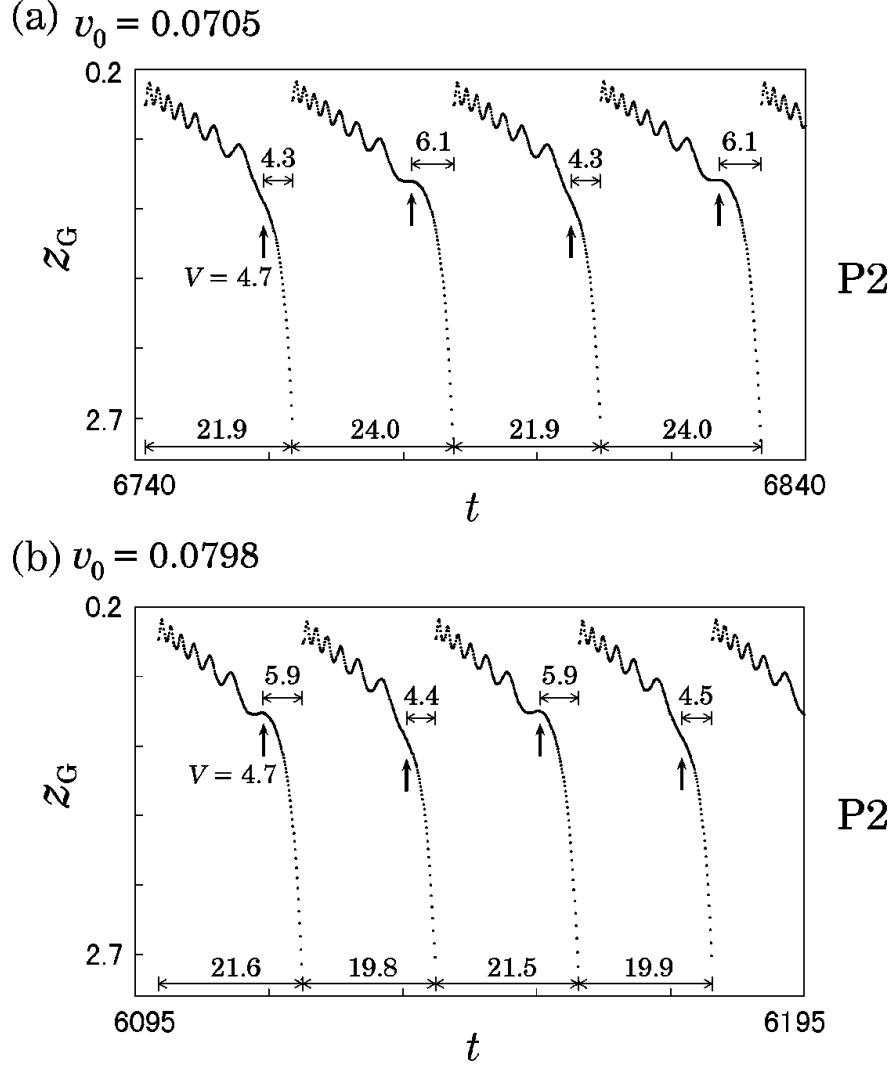 (a) v₀ = 0.0705
0.2
4.3
6.1
4.3
6.1
z_G
V = 4.7
P2
2.7
21.9
24.0
21.9
24.0
6740
t
6840
(b) v₀ = 0.0798
0.2
5.9
4.4
5.9
4.5
z_G
V = 4.7
P2
2.7
21.6
19.8
21.5
19.9
6095
t
6195